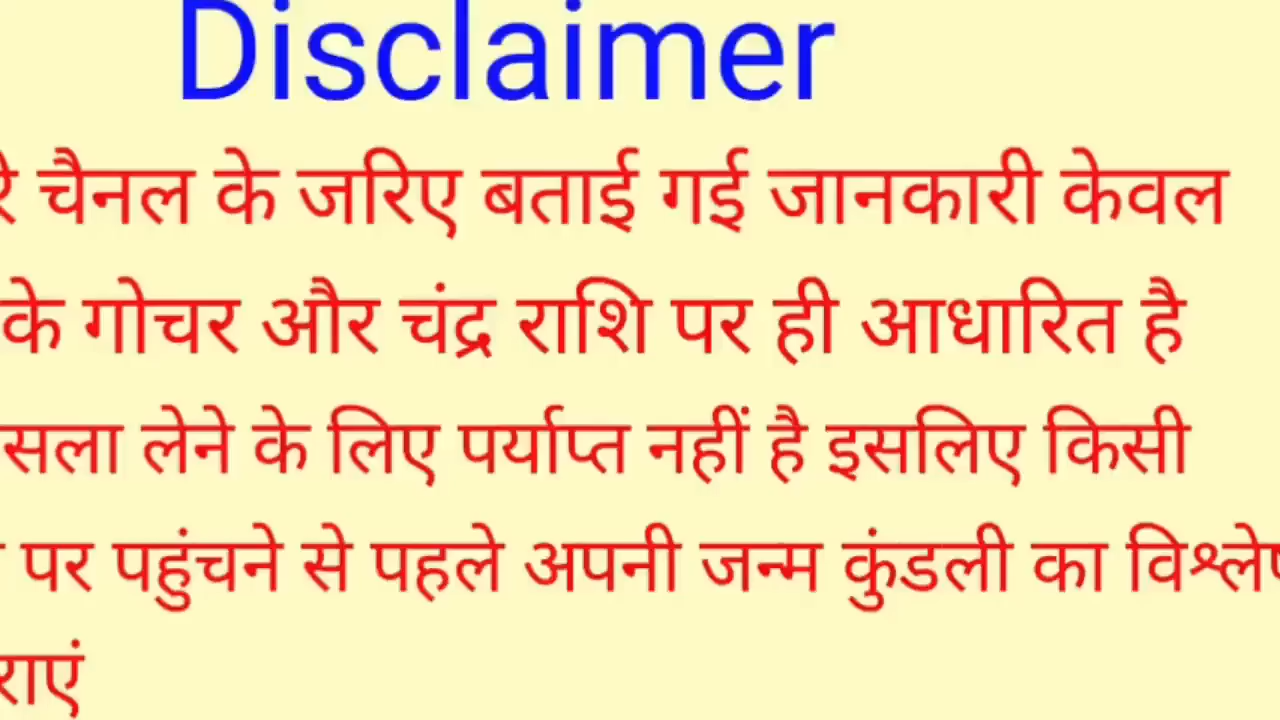 Disclaimer
चैनल के जरिए बताई गई जानकारी केवल
के गोचर और चंद्र राशि पर ही आधारित है
सला लेने के लिए पर्याप्त नहीं है इसलिए किसी
पर पहुंचने से पहले अपनी जन्म कुंडली का
राएं